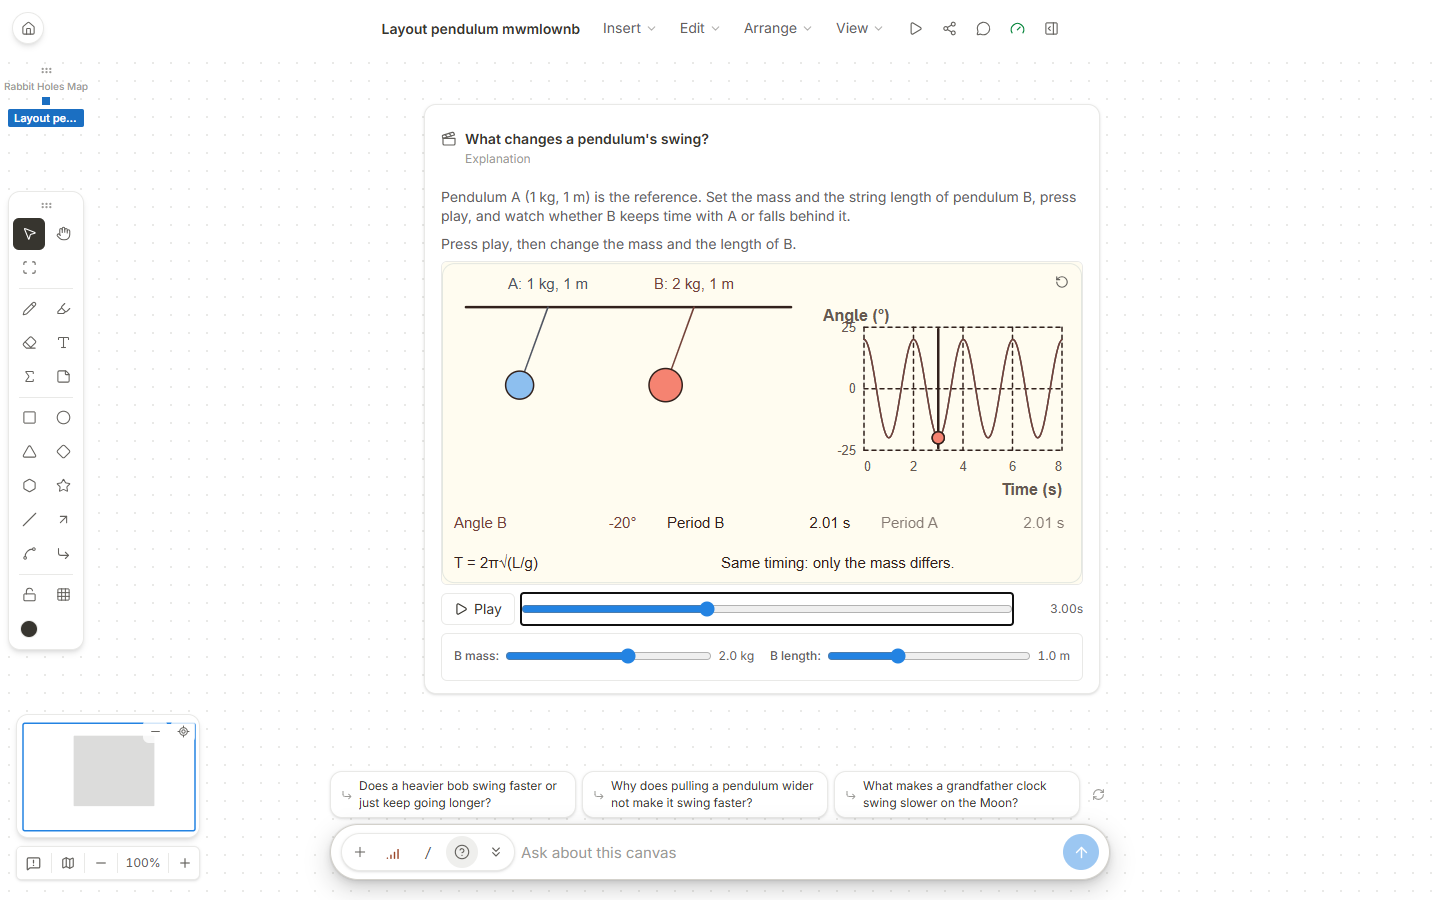 Layout pendulum mwmlownb
Insert
Edit
Arrange
View
Rabbit Holes Map
Layout pe...
What changes a pendulum's swing?
Explanation
Pendulum A (1 kg, 1 m) is the reference. Set the mass and the string length of pendulum B, press
play, and watch whether B keeps time with A or falls behind it.
Press play, then change the mass and the length of B.
A: 1 kg, 1 m
B: 2 kg, 1 m
Angle (°)
25
0
-25
0 2 4 6 8
Time (s)
Angle B -20° Period B 2.01 s Period A 2.01 s
T = 2π√(L/g)
Same timing: only the mass differs.
Play
3.00s
B mass: 2.0 kg B length: 1.0 m
Does a heavier bob swing faster or
just keep going longer?
Why does pulling a pendulum wider
not make it swing faster?
What makes a grandfather clock
swing slower on the Moon?
100%
/
Ask about this canvas